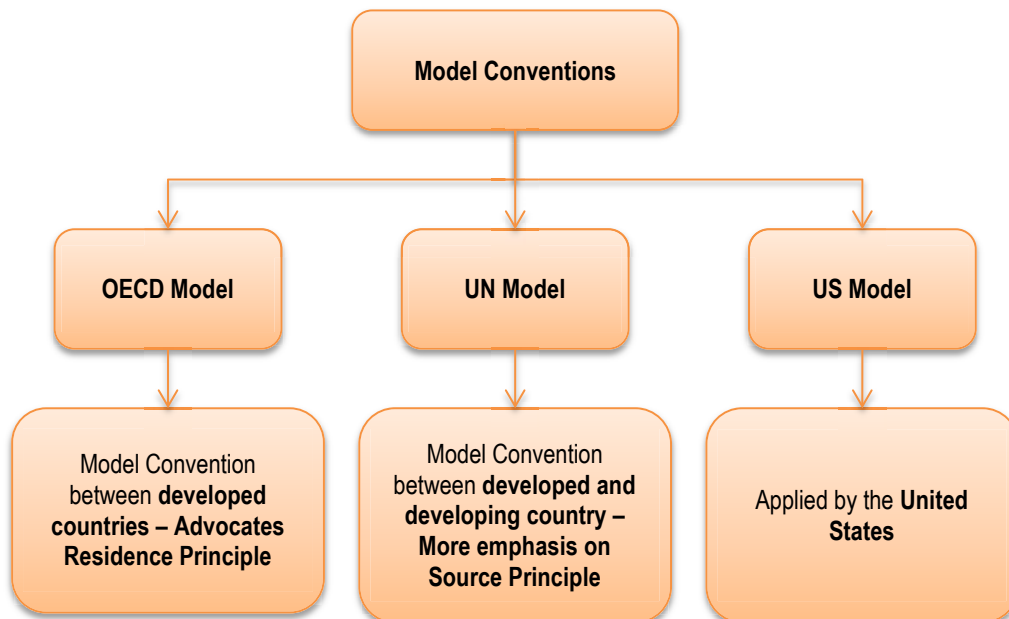 Model Conventions
OECD Model
UN Model
US Model
Model Convention
between developed
countries – Advocates
Residence Principle
Model Convention
between developed and
developing country –
More emphasis on
Source Principle
Applied by the United
States